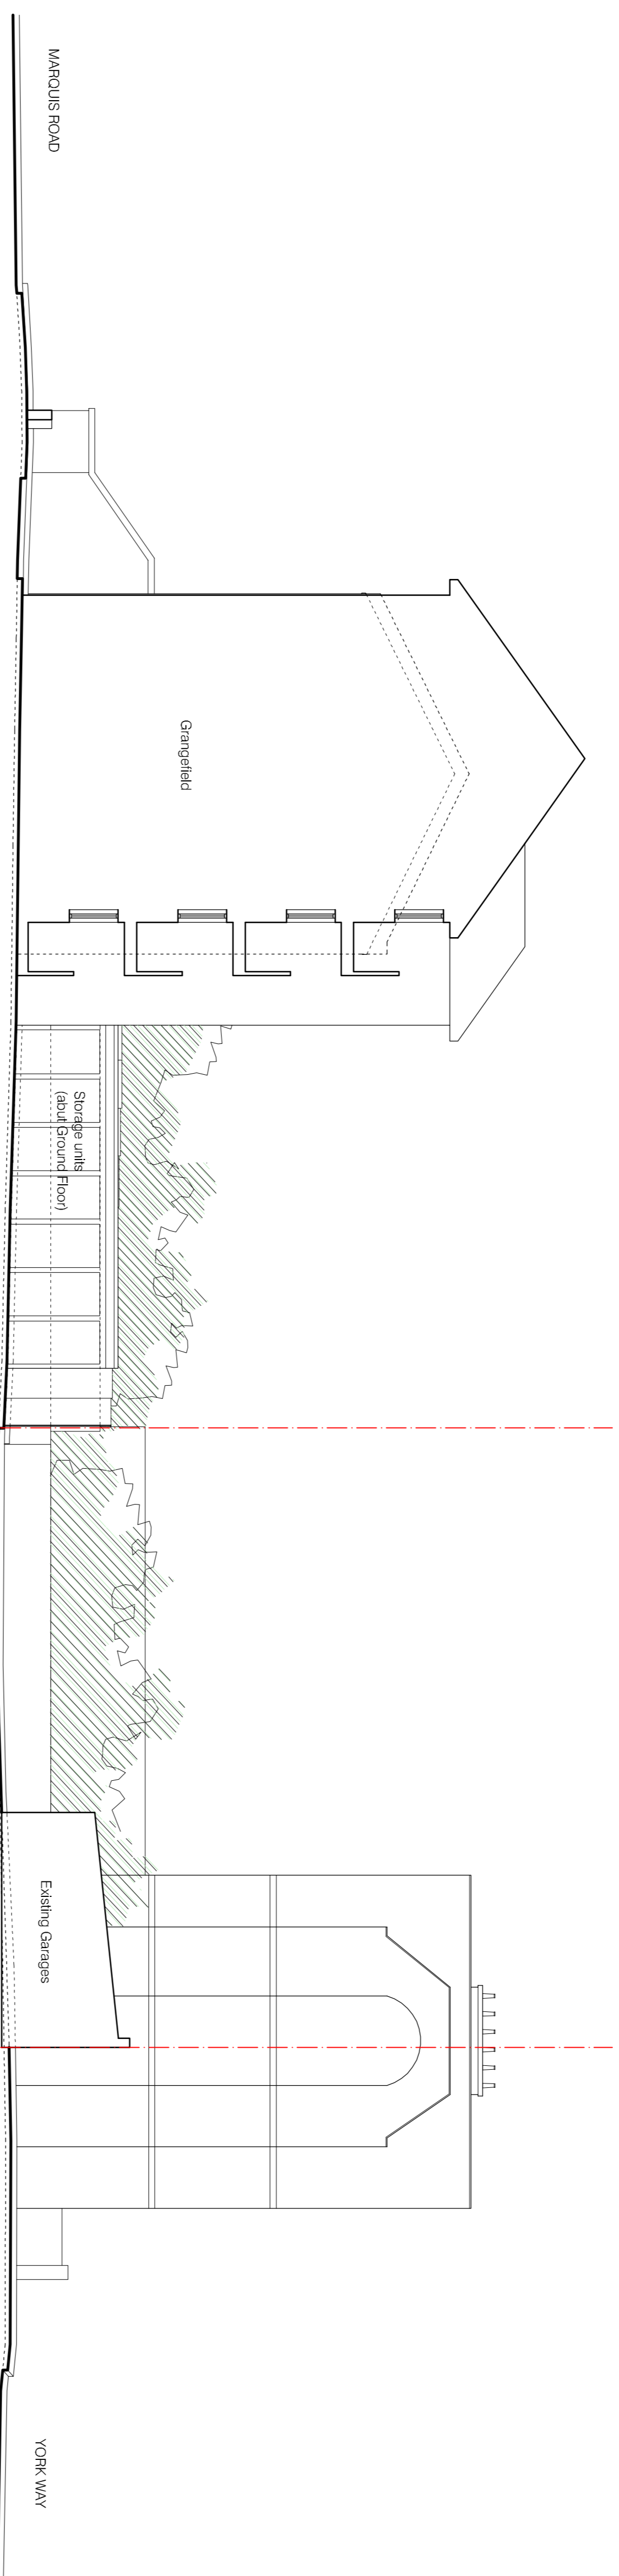 MARQUIS ROAD
Grangefield
Storage units
(abut Ground Floor)
Existing Garages
YORK WAY